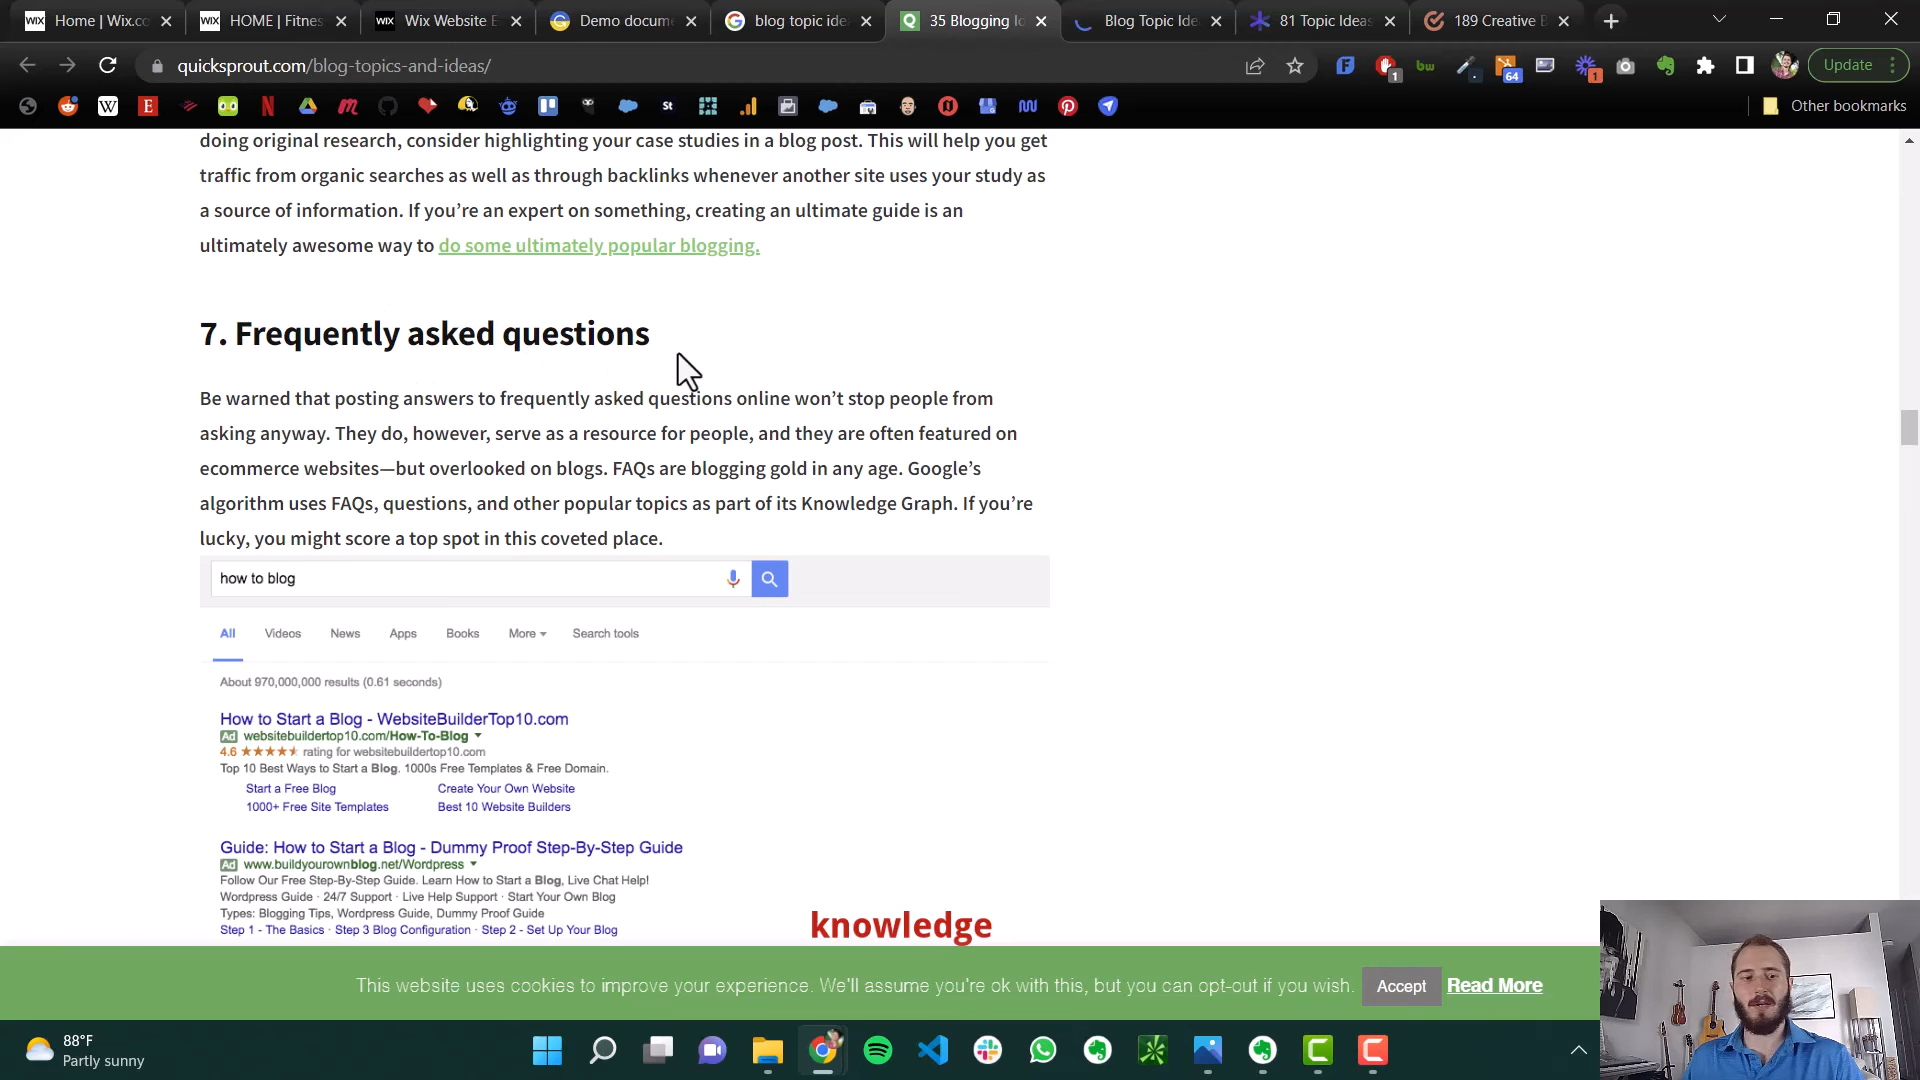 Home | Wix.co
HOME | Fitnes
Wix Website E
Demo docume
blog topic ide
35 Blogging Id
Blog Topic Ide
81 Topic Ideas
189 Creative B
quicksprout.com/blog-topics-and-ideas/
Update
Other bookmarks
doing original research, consider highlighting your case studies in a blog post. This will help you get
traffic from organic searches as well as through backlinks whenever another site uses your study as
a source of information. If you’re an expert on something, creating an ultimate guide is an
ultimately awesome way to do some ultimately popular blogging.
7. Frequently asked questions
Be warned that posting answers to frequently asked questions online won’t stop people from
asking anyway. They do, however, serve as a resource for people, and they are often featured on
ecommerce websites—but overlooked on blogs. FAQs are blogging gold in any age. Google’s
algorithm uses FAQs, questions, and other popular topics as part of its Knowledge Graph. If you’re
lucky, you might score a top spot in this coveted place.
how to blog
All Videos News Apps Books More Search tools
About 970,000,000 results (0.61 seconds)
How to Start a Blog - WebsiteBuilderTop10.com
Ad websitebuildertop10.com/How-To-Blog
4.6 ★★★★★ rating for websitebuildertop10.com
Top 10 Best Ways to Start a Blog. 1000s Free Templates & Free Domain.
Start a Free Blog Create Your Own Website
1000+ Free Site Templates Best 10 Website Builders
Guide: How to Start a Blog - Dummy Proof Step-By-Step Guide
Ad www.buildyourownblog.net/Wordpress
Follow Our Free Step-By-Step Guide. Learn How to Start a Blog, Live Chat Help!
Wordpress Guide · 24/7 Support · Live Help Support · Start Your Own Blog
Types: Blogging Tips, Wordpress Guide, Dummy Proof Guide
Step 1 - The Basics · Step 3 Blog Configuration · Step 2 - Set Up Your Blog
knowledge
This website uses cookies to improve your experience. We'll assume you're ok with this, but you can opt-out if you wish. Accept Read More
88°F
Partly sunny